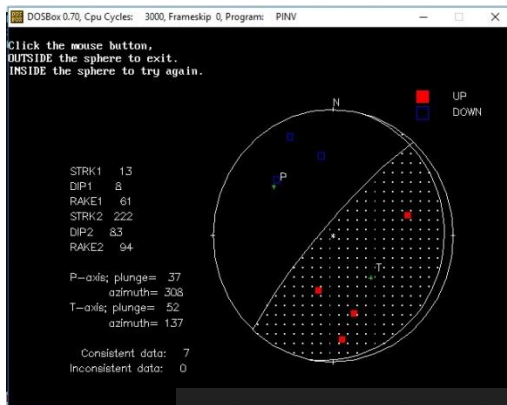 DOSBox 0.70, Cpu Cycles: 3000, Frameskip 0, Program: PINV
Click the mouse button,
OUTSIDE the sphere to exit.
INSIDE the sphere to try again.
N
UP
DOWN
P
T
STRK1 13
DIP1 8
RAKE1 61
STRK2 222
DIP2 83
RAKE2 94
P-axis; plunge= 37
azimuth= 308
T-axis; plunge= 52
azimuth= 137
Consistent data: 7
Inconsistent data: 0